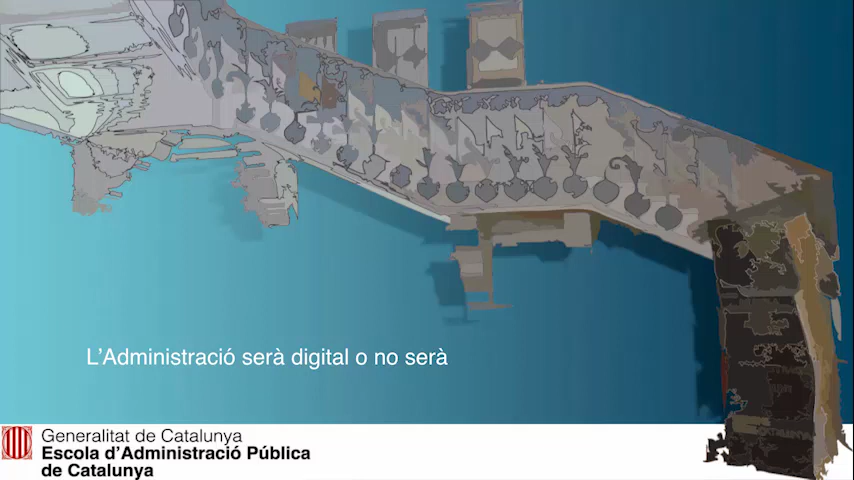 L’Administració serà digital o no serà
Generalitat de Catalunya
Escola d’Administració Pública
de Catalunya